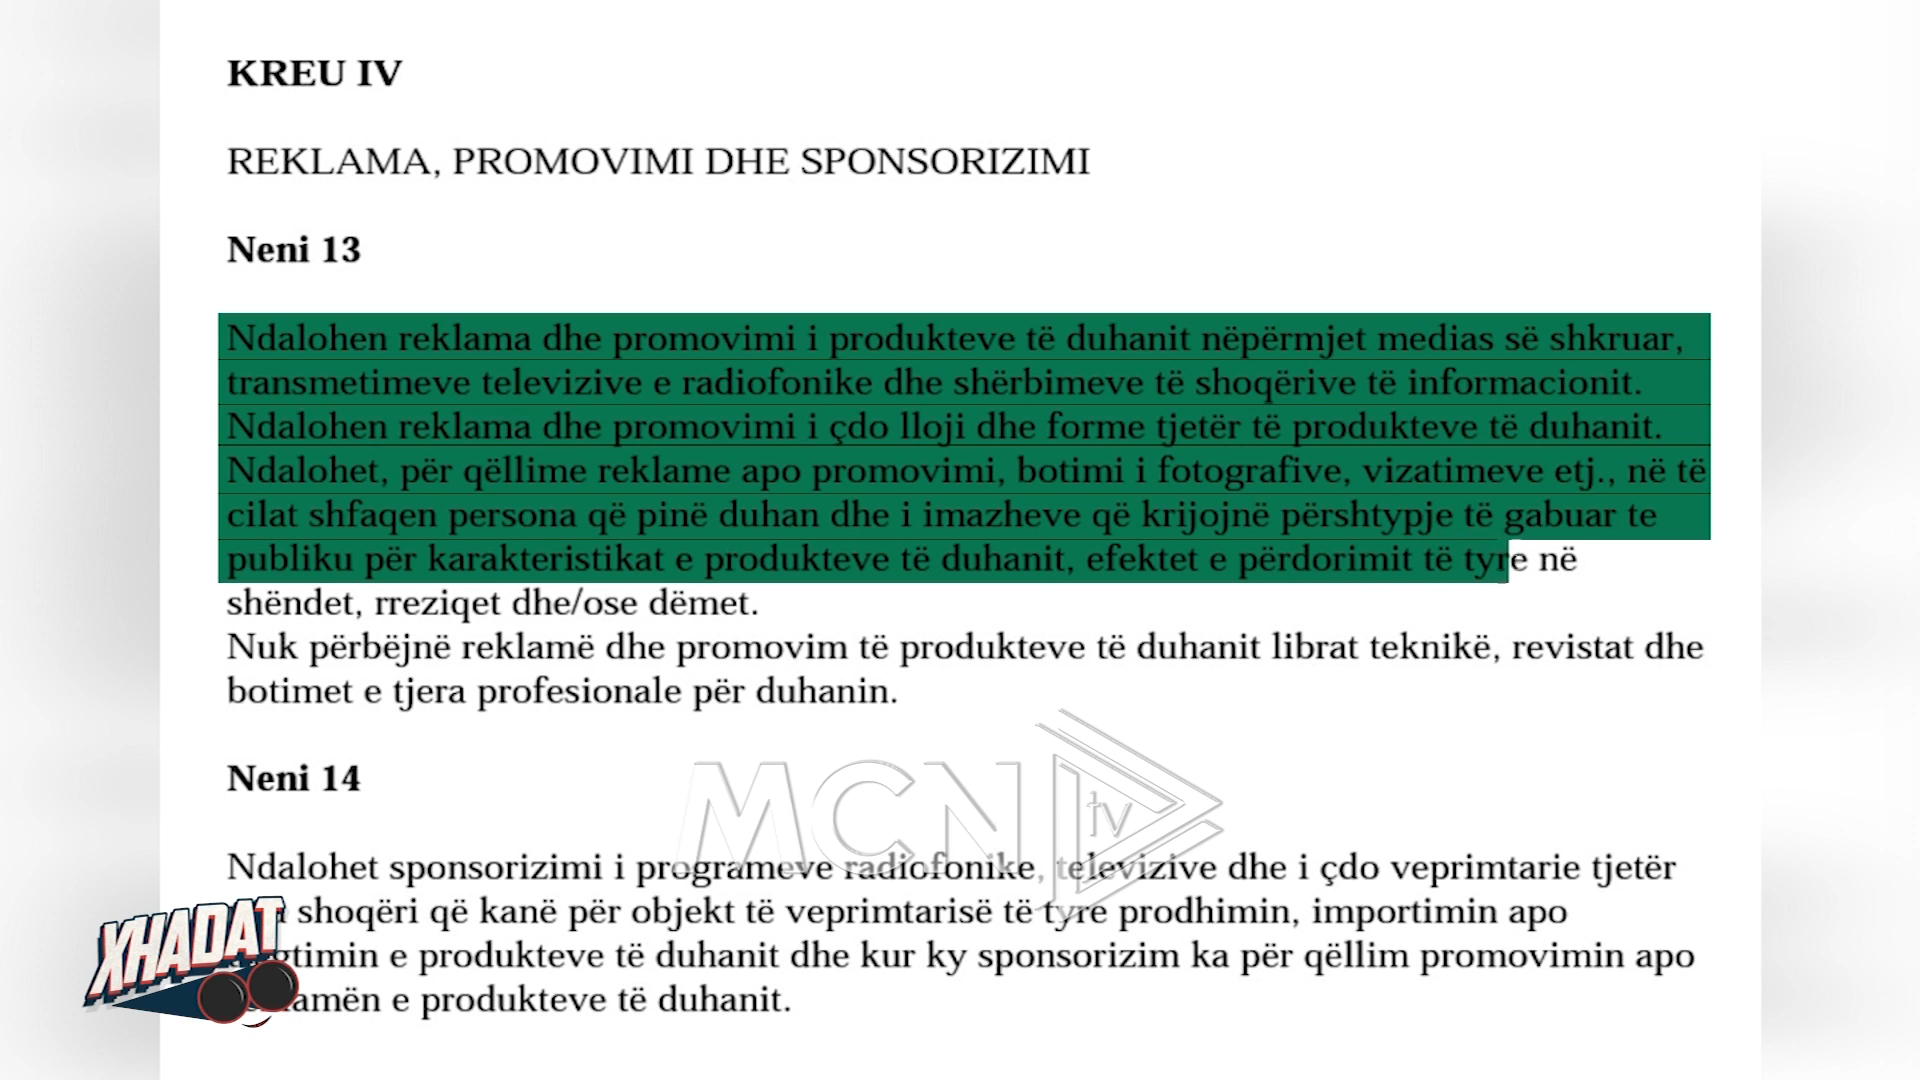 KREU IV
REKLAMA, PROMOVIMI DHE SPONSORIZIMI
Neni 13
Ndalohen reklama dhe promovimi i produkteve të duhanit nëpërmjet medias së shkruar,
transmetimeve televizive e radiofonike dhe shërbimeve të shoqërive të informacionit.
Ndalohen reklama dhe promovimi i çdo lloji dhe forme tjetër të produkteve të duhanit.
Ndalohet, për qëllime reklame apo promovimi, botimi i fotografive, vizatimeve etj., në të
cilat shfaqen persona që pinë duhan dhe i imazheve që krijojnë përshtypje të gabuar te
publiku për karakteristikat e produkteve të duhanit, efektet e përdorimit të tyre në
shëndet, rreziqet dhe/ose dëmet.
Nuk përbëjnë reklamë dhe promovim të produkteve të duhanit librat teknikë, revistat dhe
botimet e tjera profesionale për duhanin.
MCN tv
Neni 14
Ndalohet sponsorizimi i programeve radiofonike, televizive dhe i çdo veprimtarie tjetër
shoqëri që kanë për objekt të veprimtarisë të tyre prodhimin, importimin apo
e produkteve të duhanit dhe kur ky sponsorizim ka për qëllim promovimin apo
e produkteve të duhanit.
XHADAT